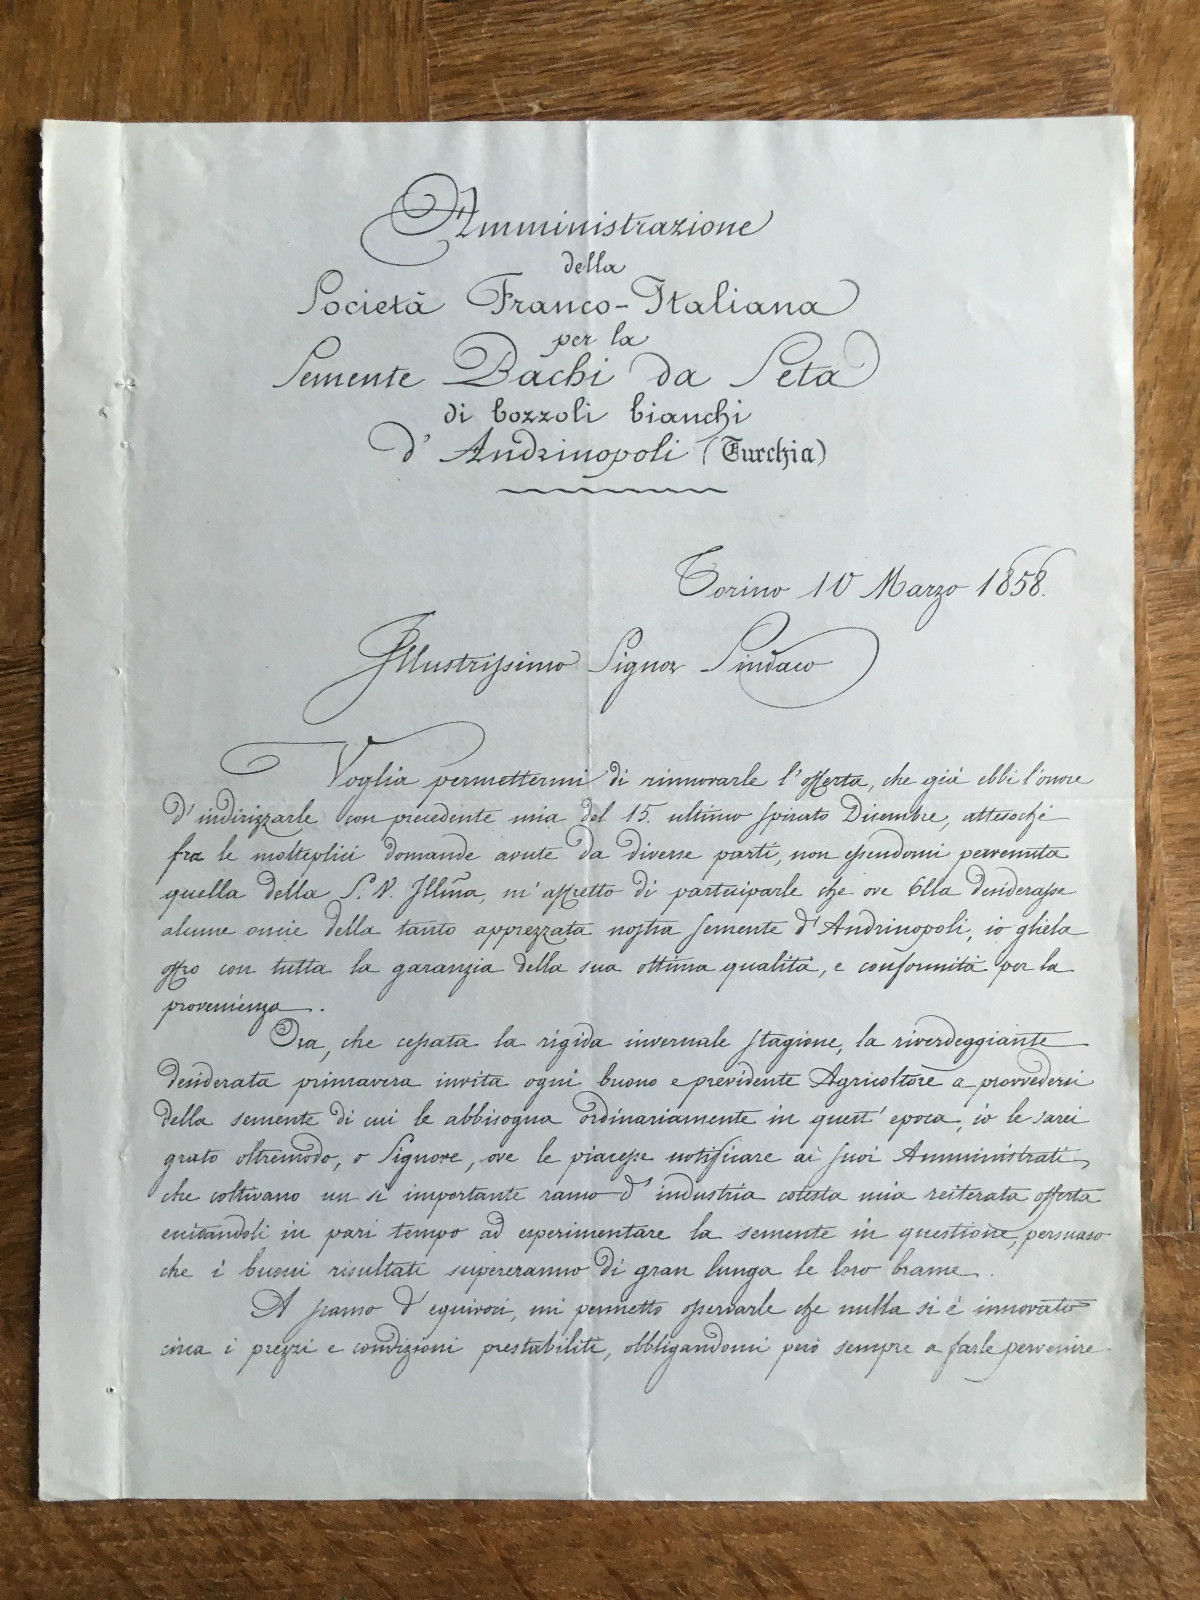 Amministrazione
della
Società Franco-Italiana
per la
Semente Bachi da Seta
di bozzoli bianchi
d'Andrinopoli (Turchia)
Torino 10 Marzo 1858.
Illustrissimo Signor Sindaco
Voglia permettermi di rinnovarle l'offerta, che già ebbi l'onore
d'indirizzarle con precedente mia del 15. ultimo spirato Dicembre, attesochè
fra le molteplici domande avute da diverse parti, non essendomi pervenuta
quella della S. V. Ill\u0303ma, m'affretto di parteciparle che ove Ella desiderasse
alcune oncie della tanto apprezzata nostra semente d'Andrinopoli, io gliela
offro con tutta la garanzia della sua ottima qualità, e conformità per la
provenienza.
Ora, che cessata la rigida invernale stagione, la riverdeggiante
desiderata primavera invita ogni buono e previdente Agricoltore a provvedersi
della semente di cui le abbisogna ordinariamente in quest'epoca, io le sarei
grato oltremodo, o Signore, ove le piacesse notificare ai suoi Amministrati,
che coltivano un sì importante ramo d'industria cotesta mia reiterata offerta
eccitandoli in pari tempo ad esperimentare la semente in questione, persuaso
che i buoni risultati supereranno di gran lunga le loro brame.
A scanso d'equivoci, mi permetto osservarle che nulla si è innovato
circa i prezzi e condizioni prestabiliti, obbligandomi però sempre a farle pervenire